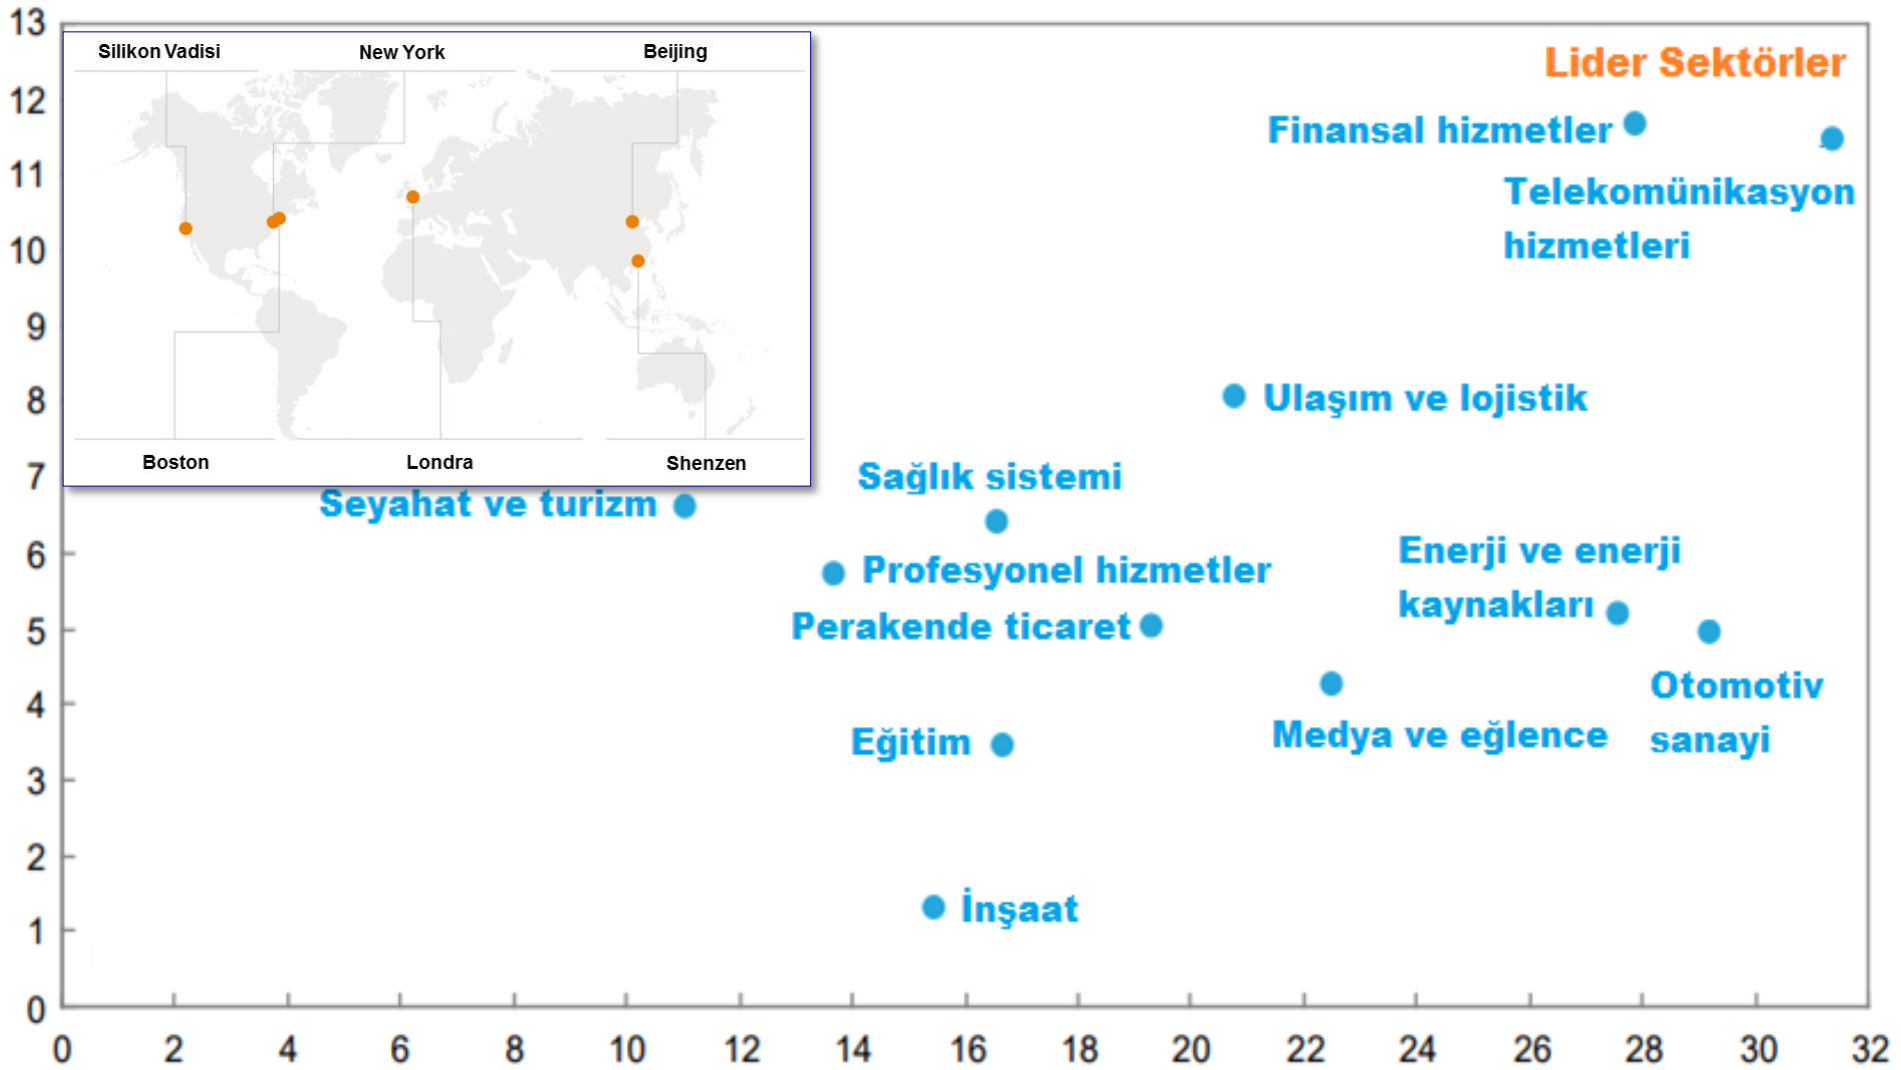 13
Silikon Vadisi New York Beijing
Lider Sektörler
12
Finansal hizmetler
11
Telekomünikasyon
hizmetleri
10
9
8
Ulaşım ve lojistik
Boston Londra Shenzen
7
Sağlık sistemi
Seyahat ve turizm
6
Enerji ve enerji
kaynakları
Profesyonel hizmetler
5
Perakende ticaret
4
Otomotiv
sanayi
Medya ve eğlence
Eğitim
3
2
1
İnşaat
0
0 2 4 6 8 10 12 14 16 18 20 22 24 26 28 30 32